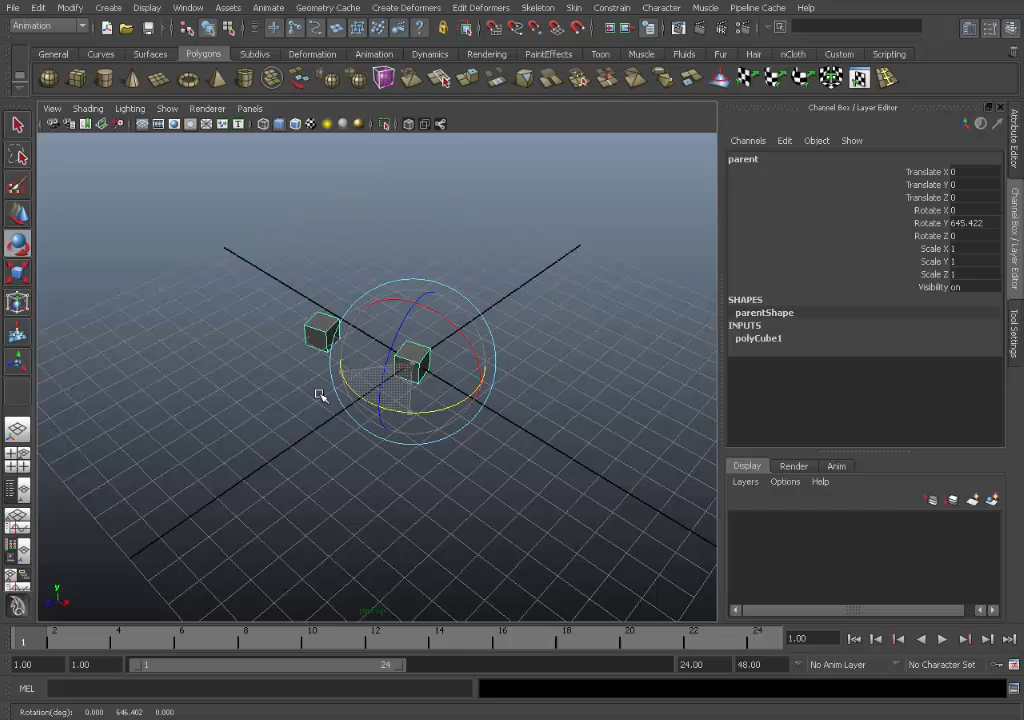 File Edit Modify Create Display Window Assets Animate Geometry Cache Create Deformers Edit Deformers Skeleton Skin Constrain Character Muscle Pipeline Cache Help
Animation
General Curves Surfaces Polygons Subdivs Deformation Animation Dynamics Rendering PaintEffects Toon Muscle Fluids Fur Hair nCloth Custom Scripting
View Shading Lighting Show Renderer Panels
Channel Box / Layer Editor
Channels Edit Object Show
parent
Translate X 0
Translate Y 0
Translate Z 0
Rotate X 0
Rotate Y 645.422
Rotate Z 0
Scale X 1
Scale Y 1
Scale Z 1
Visibility on
SHAPES
parentShape
INPUTS
polyCube1
Attribute Editor
Channel Box / Layer Editor
Tool Settings
Display Render Anim
Layers Options Help
y
persp
1 2 4 6 8 10 12 14 16 18 20 22 24 1.00
1.00 1.00 1 24 24.00 48.00 No Anim Layer No Character Set
MEL
Rotation(deg): 0.000 646.402 0.000